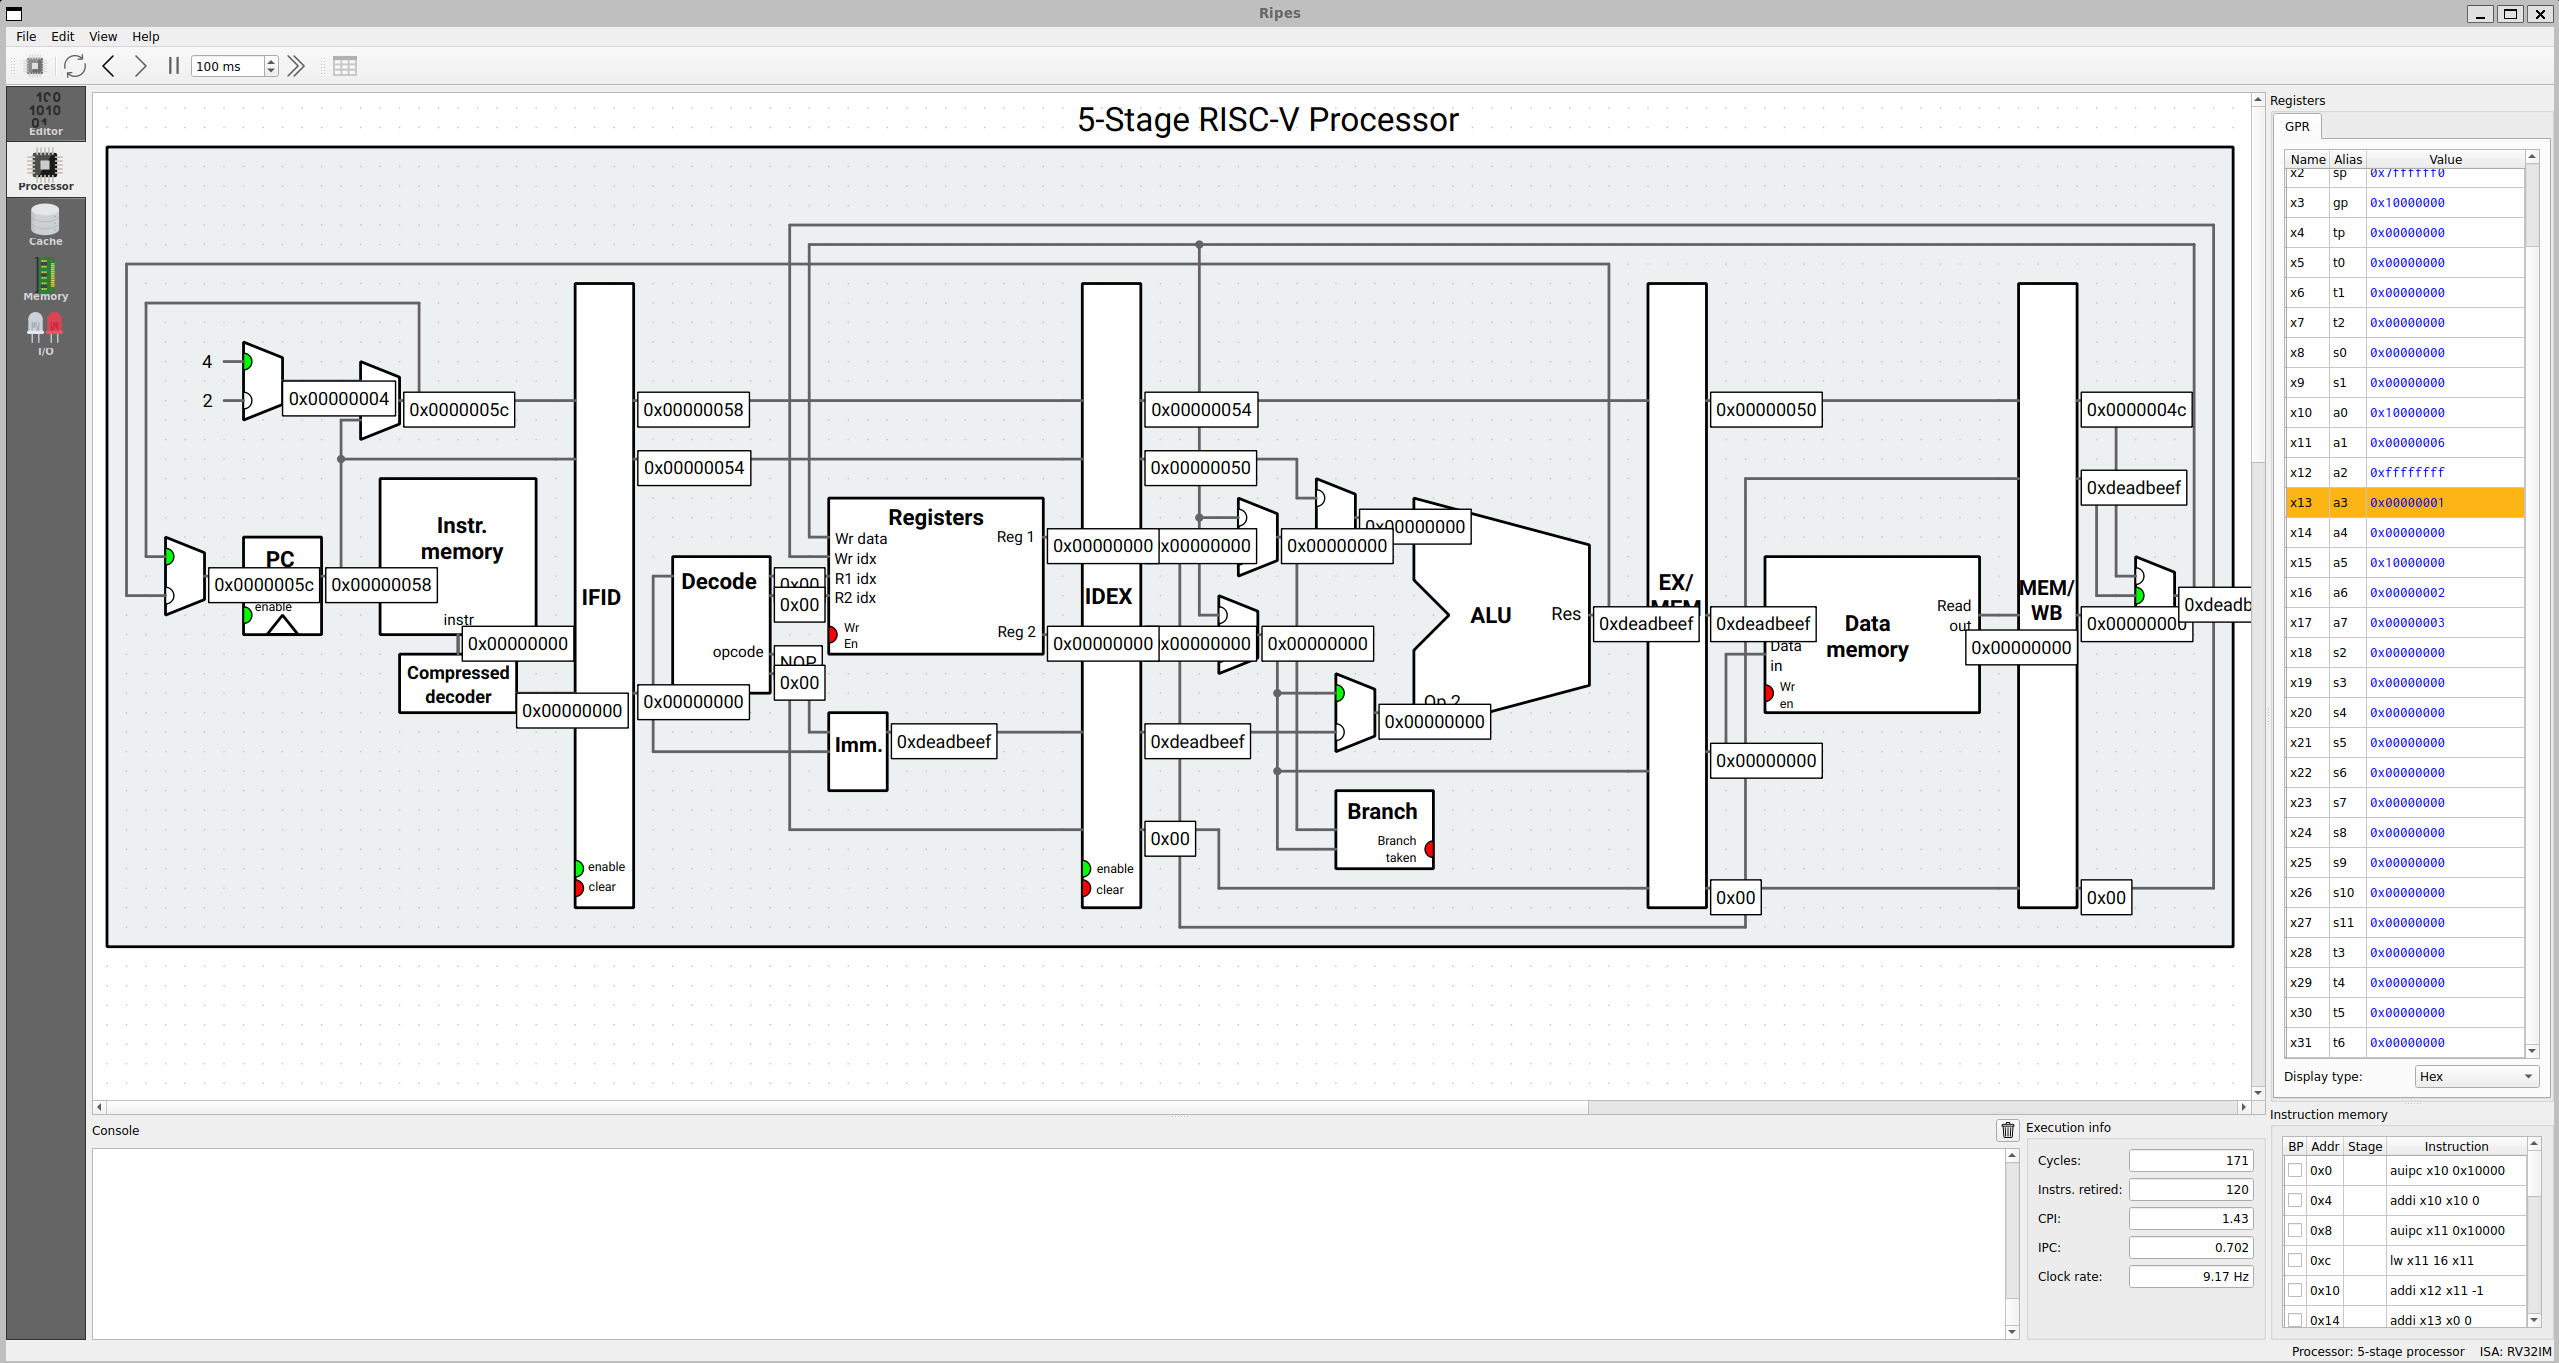 Ripes
File Edit View Help
100 ms
Editor
Processor
Cache
Memory
I/O
5-Stage RISC-V Processor
4
2
0x00000004
0x0000005c
0x00000058
0x00000054
0x00000050
0x0000004c
0x00000054
0x00000050
0xdeadbeef
PC
enable
0x0000005c
0x00000058
Instr.
memory
instr
0x00000000
Compressed
decoder
0x00000000
IFID
enable
clear
0x00000000
Decode
opcode
0x00
0x00
NOP
0x00
Registers
Wr data
Wr idx
R1 idx
R2 idx
Wr
En
Reg 1
Reg 2
0x00000000
0x00000000
Imm.
0xdeadbeef
IDEX
enable
clear
x00000000
x00000000
0x00000000
0x00000000
0x00000000
0xdeadbeef
0x00
ALU
Res
Op 2
0x00000000
0xdeadbeef
Branch
Branch
taken
EX/
MEM
0xdeadbeef
0x00000000
0x00
Data
memory
Data
in
Wr
en
Read
out
0x00000000
MEM/
WB
0x00000000
0xdeadb
0x00
Registers
GPR
Name Alias Value
x2 sp 0x7ffffff0
x3 gp 0x10000000
x4 tp 0x00000000
x5 t0 0x00000000
x6 t1 0x00000000
x7 t2 0x00000000
x8 s0 0x00000000
x9 s1 0x00000000
x10 a0 0x10000000
x11 a1 0x00000006
x12 a2 0xffffffff
x13 a3 0x00000001
x14 a4 0x00000000
x15 a5 0x10000000
x16 a6 0x00000002
x17 a7 0x00000003
x18 s2 0x00000000
x19 s3 0x00000000
x20 s4 0x00000000
x21 s5 0x00000000
x22 s6 0x00000000
x23 s7 0x00000000
x24 s8 0x00000000
x25 s9 0x00000000
x26 s10 0x00000000
x27 s11 0x00000000
x28 t3 0x00000000
x29 t4 0x00000000
x30 t5 0x00000000
x31 t6 0x00000000
Display type: Hex
Console
Execution info
Cycles: 171
Instrs. retired: 120
CPI: 1.43
IPC: 0.702
Clock rate: 9.17 Hz
Instruction memory
BP Addr Stage Instruction
0x0 auipc x10 0x10000
0x4 addi x10 x10 0
0x8 auipc x11 0x10000
0xc lw x11 16 x11
0x10 addi x12 x11 -1
0x14 addi x13 x0 0
Processor: 5-stage processor ISA: RV32IM